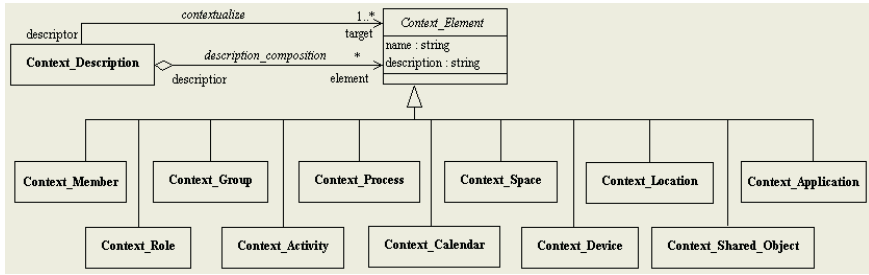 contextualize
1..*
Context_Element
descriptor
target
name : string
Context_Description
description_composition
*
description : string
descriptior
element
Context_Member
Context_Group
Context_Process
Context_Space
Context_Location
Context_Application
Context_Role
Context_Activity
Context_Calendar
Context_Device
Context_Shared_Object